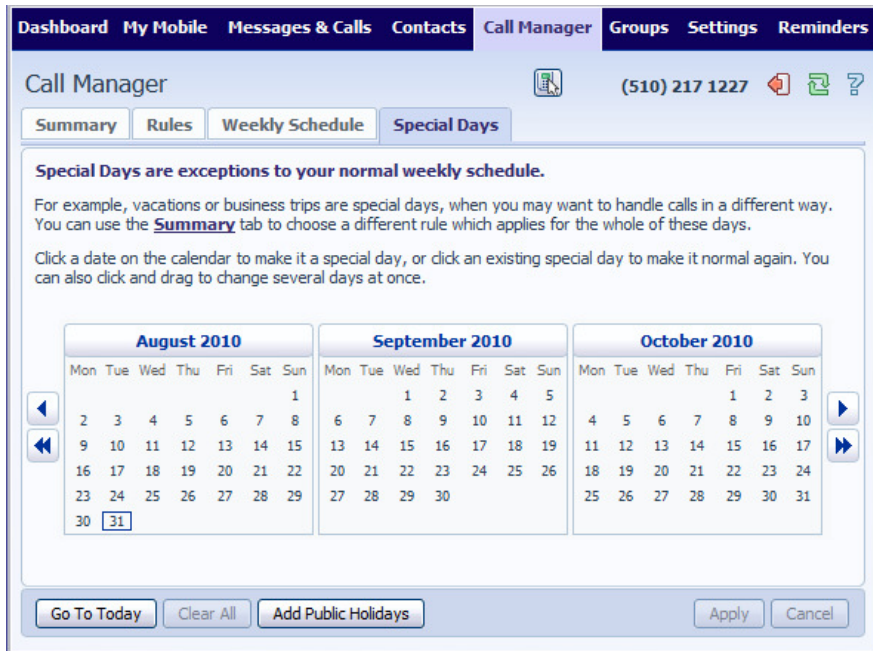 Dashboard My Mobile Messages & Calls Contacts Call Manager Groups Settings Reminders
Call Manager (510) 217 1227
Summary Rules Weekly Schedule Special Days
Special Days are exceptions to your normal weekly schedule.
For example, vacations or business trips are special days, when you may want to handle calls in a different way.
You can use the Summary tab to choose a different rule which applies for the whole of these days.
Click a date on the calendar to make it a special day, or click an existing special day to make it normal again. You
can also click and drag to change several days at once.
August 2010 September 2010 October 2010
Mon Tue Wed Thu Fri Sat Sun Mon Tue Wed Thu Fri Sat Sun Mon Tue Wed Thu Fri Sat Sun
1 1 2 3 4 5 1 2 3
2 3 4 5 6 7 8 6 7 8 9 10 11 12 4 5 6 7 8 9 10
9 10 11 12 13 14 15 13 14 15 16 17 18 19 11 12 13 14 15 16 17
16 17 18 19 20 21 22 20 21 22 23 24 25 26 18 19 20 21 22 23 24
23 24 25 26 27 28 29 27 28 29 30 25 26 27 28 29 30 31
30 31
Go To Today Clear All Add Public Holidays Apply Cancel